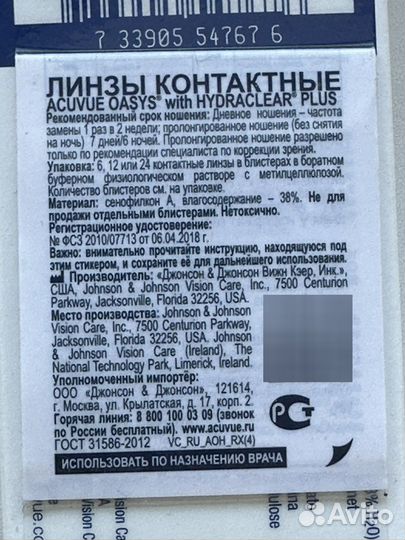 7 33905 54767 6
ЛИНЗЫ КОНТАКТНЫЕ
ACUVUE OASYS® with HYDRACLEAR® PLUS
Рекомендованный срок ношения: Дневное ношения – частота
замены 1 раз в 2 недели; пролонгированное ношение (без снятия
на ночь) 7 дней/6 ночей. Пролонгированное ношение разрешено
только по рекомендации специалиста по коррекции зрения.
Упаковка: 6, 12 или 24 контактные линзы в блистерах в боратном
буферном физиологическом растворе с метилцеллюлозой.
Количество блистеров см. на упаковке.
Материал: сенофилкон А, влагосодержание – 38%. Не для
продажи отдельными блистерами. Нетоксично.
Регистрационное удостоверение:
№ ФСЗ 2010/07713 от 06.04.2018 г.
Важно: внимательно прочитайте инструкцию, находящуюся под
этим стикером, и сохраните её для дальнейшего использования.
Производитель: «Джонсон & Джонсон Вижн Кэер, Инк.»,
США, Johnson & Johnson Vision Care, Inc., 7500 Centurion
Parkway, Jacksonville, Florida 32256, USA.
Место производства: Johnson & Johnson
Vision Care, Inc., 7500 Centurion Parkway,
Jacksonville, Florida 32256, USA. Johnson &
Johnson Vision Care (Ireland), The
National Technology Park, Limerick, Ireland.
Уполномоченный импортер:
ООО «Джонсон & Джонсон», 121614,
г. Москва, ул. Крылатская, д. 17, корп. 2.
Горячая линия: 8 800 100 03 09 (звонок
по России бесплатный). www.acuvue.com
ГОСТ 31586-2012 VC_RU_AOH_RX(4)
ИСПОЛЬЗОВАТЬ ПО НАЗНАЧЕНИЮ ВРАЧА
PCT
Avito